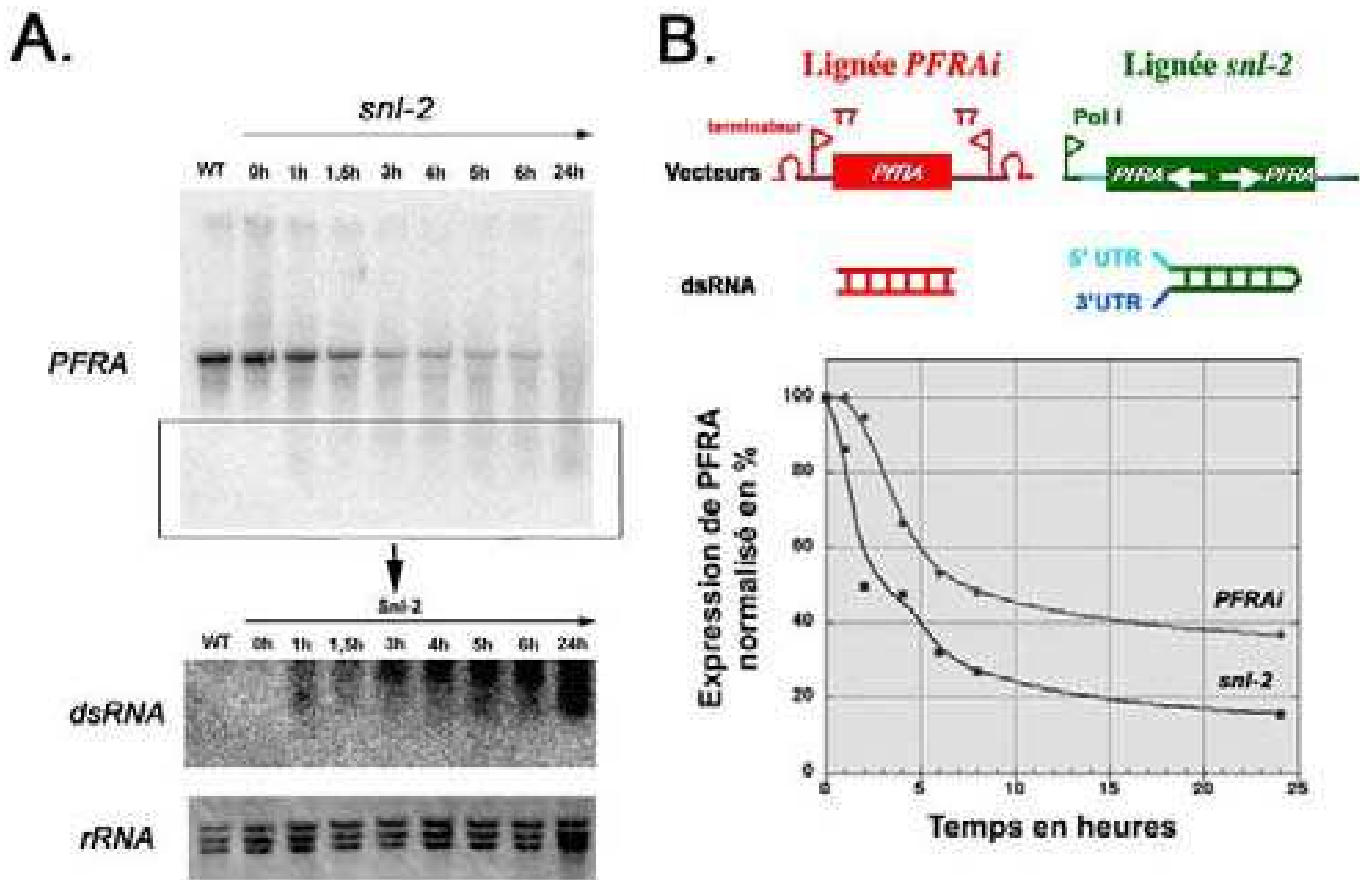 A.
snl-2
WT 0h 1h 1,5h 3h 4h 5h 6h 24h
PFRA
Snl-2
WT 0h 1h 1,5h 3h 4h 5h 6h 24h
dsRNA
rRNA
B.
Lignée PFRAi
Lignée snl-2
terminateur T7 T7
Pol I
Vecteurs
PFRA
PFRA PFRA
dsRNA
5' UTR
3'UTR
Expression de PFRA
normalisé en %
100
80
60
40
20
0
PFRAi
snl-2
0 5 10 15 20 25
Temps en heures